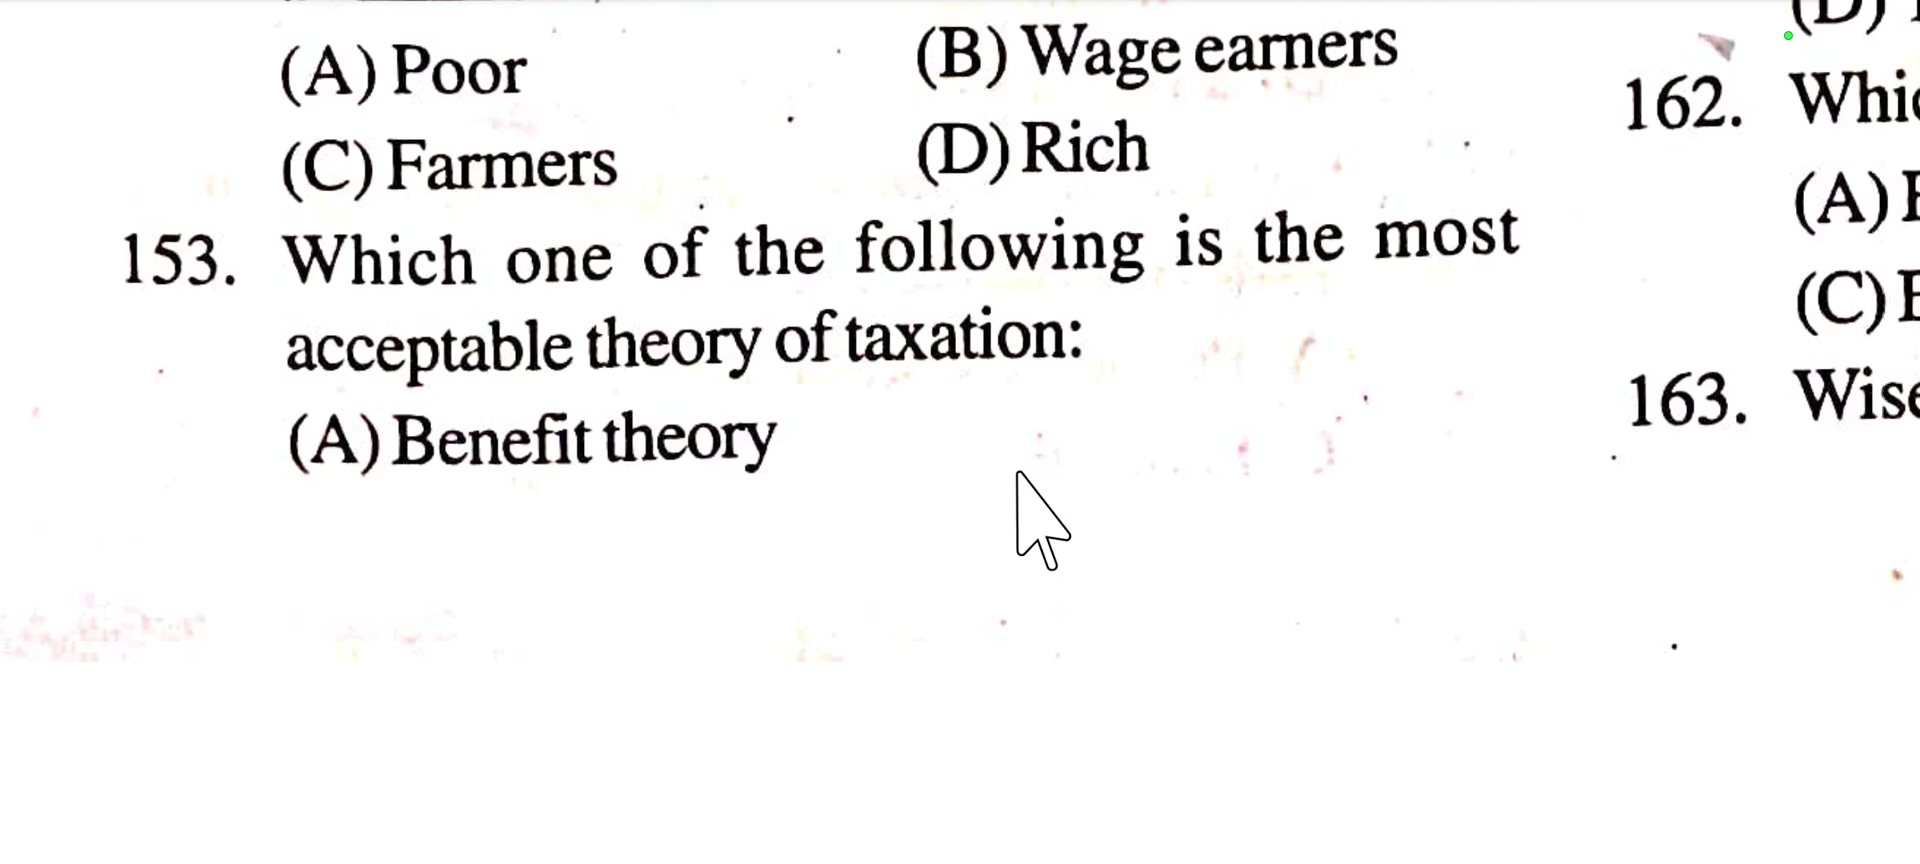 (A) Poor
(B) Wage earners
(C) Farmers
(D) Rich
153. Which one of the following is the most
acceptable theory of taxation:
(A) Benefit theory
(D)
162.
(A)
(C)
163.